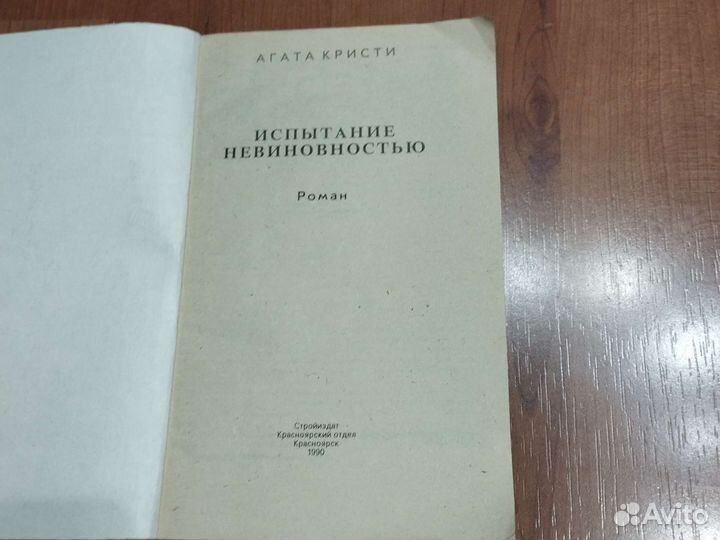 АГАТА КРИСТИ
ИСПЫТАНИЕ
НЕВИНОВНОСТЬЮ
Роман
Стройиздат
Красноярский отдел
Красноярск
1990
Avito